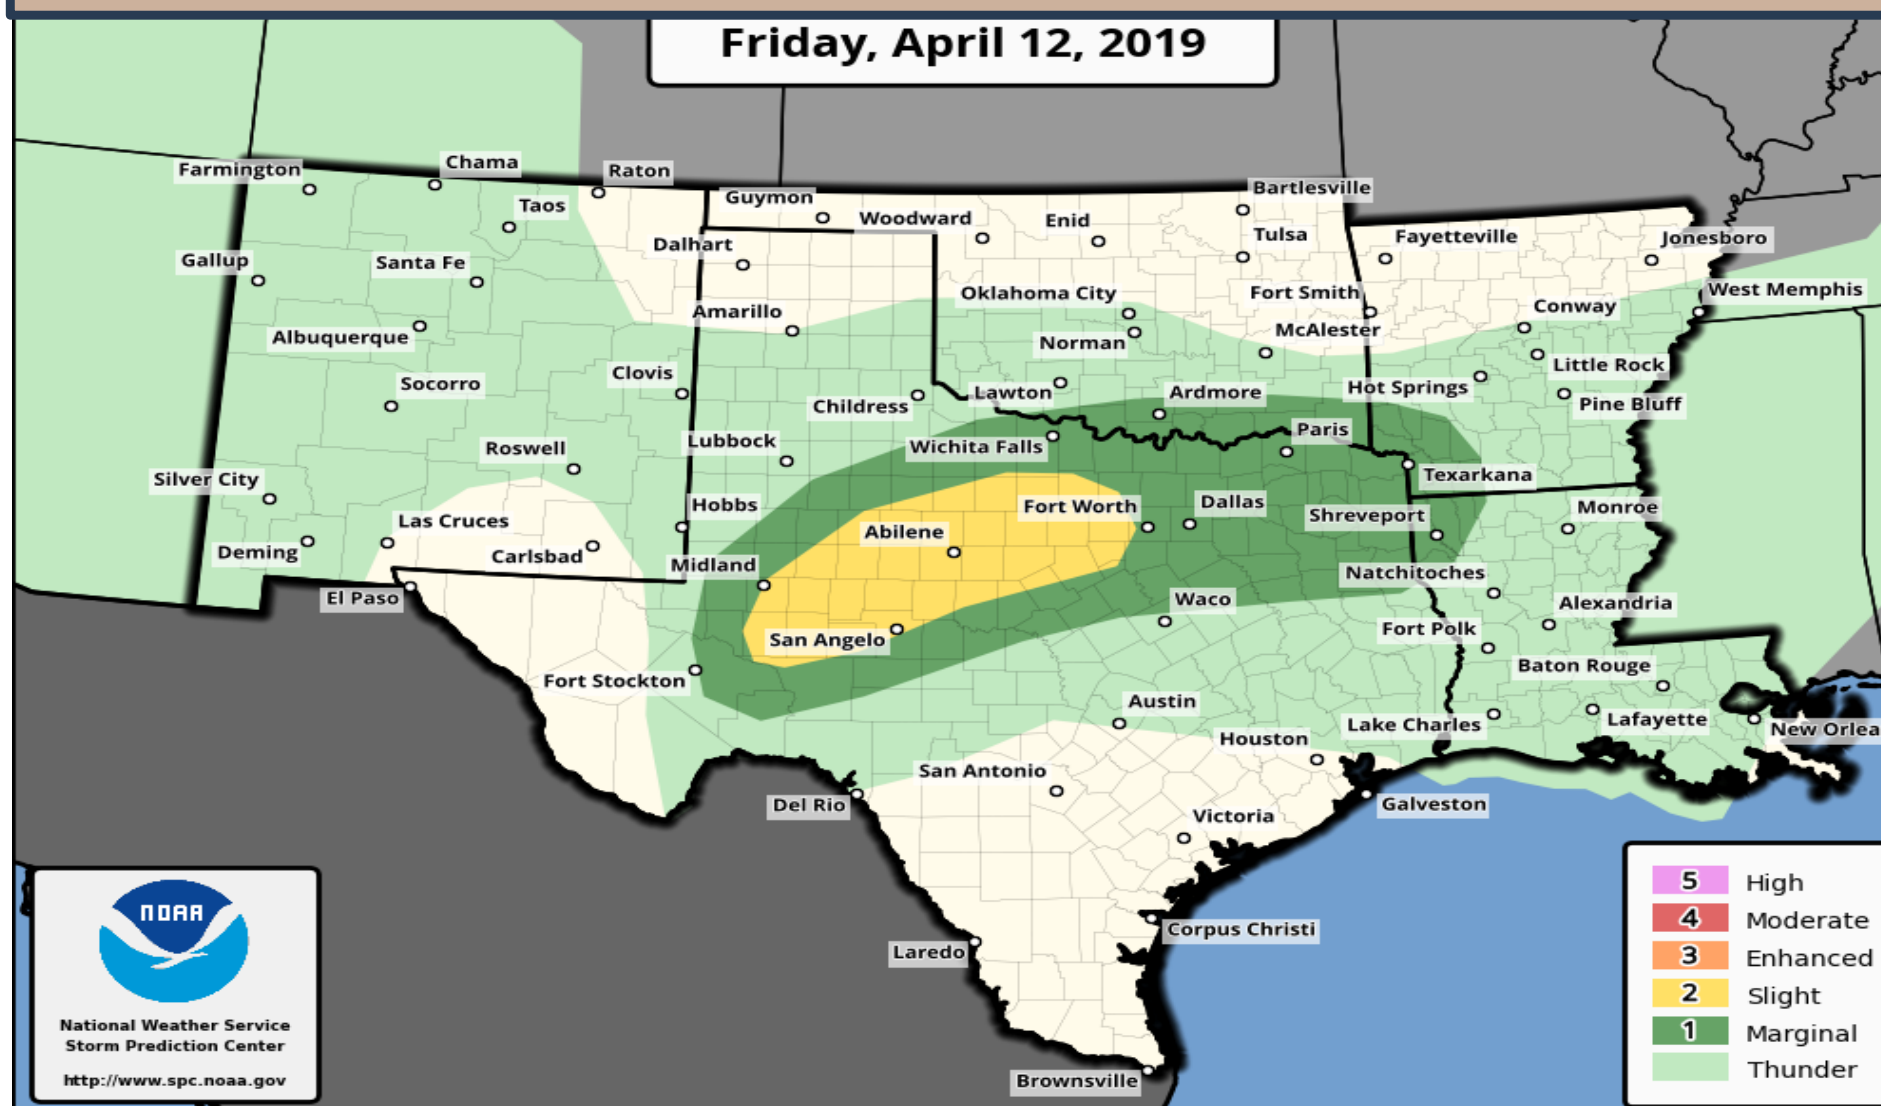 Friday, April 12, 2019
Farmington
Chama
Raton
Taos
Guymon
Woodward
Enid
Bartlesville
Tulsa
Fayetteville
Jonesboro
Gallup
Santa Fe
Dalhart
Oklahoma City
Fort Smith
Conway
West Memphis
Albuquerque
Amarillo
Norman
McAlester
Little Rock
Socorro
Clovis
Childress
Lawton
Ardmore
Hot Springs
Pine Bluff
Roswell
Lubbock
Wichita Falls
Paris
Texarkana
Silver City
Las Cruces
Hobbs
Abilene
Fort Worth
Dallas
Shreveport
Monroe
Deming
Carlsbad
Midland
Natchitoches
El Paso
Waco
Alexandria
San Angelo
Fort Polk
Fort Stockton
Baton Rouge
Austin
Lake Charles
Lafayette
New Orlea
Houston
San Antonio
Del Rio
Galveston
Victoria
Corpus Christi
Laredo
Brownsville
NOAA
National Weather Service
Storm Prediction Center
http://www.spc.noaa.gov
5 High
4 Moderate
3 Enhanced
2 Slight
1 Marginal
Thunder